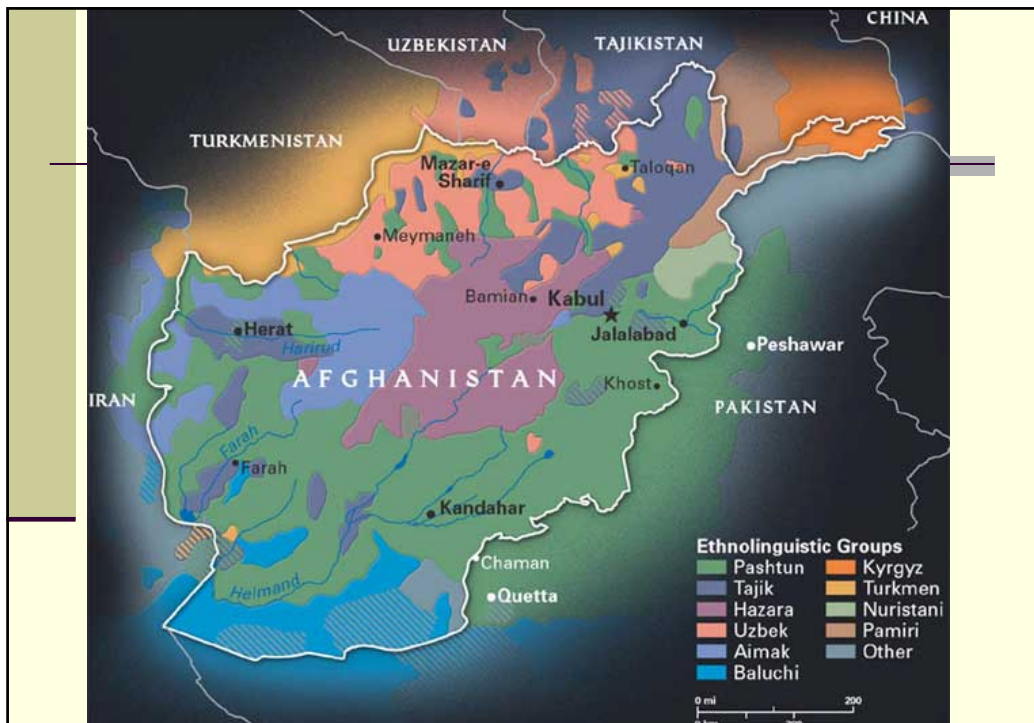 CHINA
UZBEKISTAN
TAJIKISTAN
TURKMENISTAN
Mazar-e
Sharif
Taloqan
Meymaneh
Bamian
Kabul
Herat
Jalalabad
Harirud
Peshawar
AFGHANISTAN
Khost
IRAN
PAKISTAN
Farah
Farah
Kandahar
Chaman
Helmand
Quetta
Ethnolinguistic Groups
Pashtun
Tajik
Hazara
Uzbek
Aimak
Baluchi
Kyrgyz
Turkmen
Nuristani
Pamiri
Other
0 mi 200